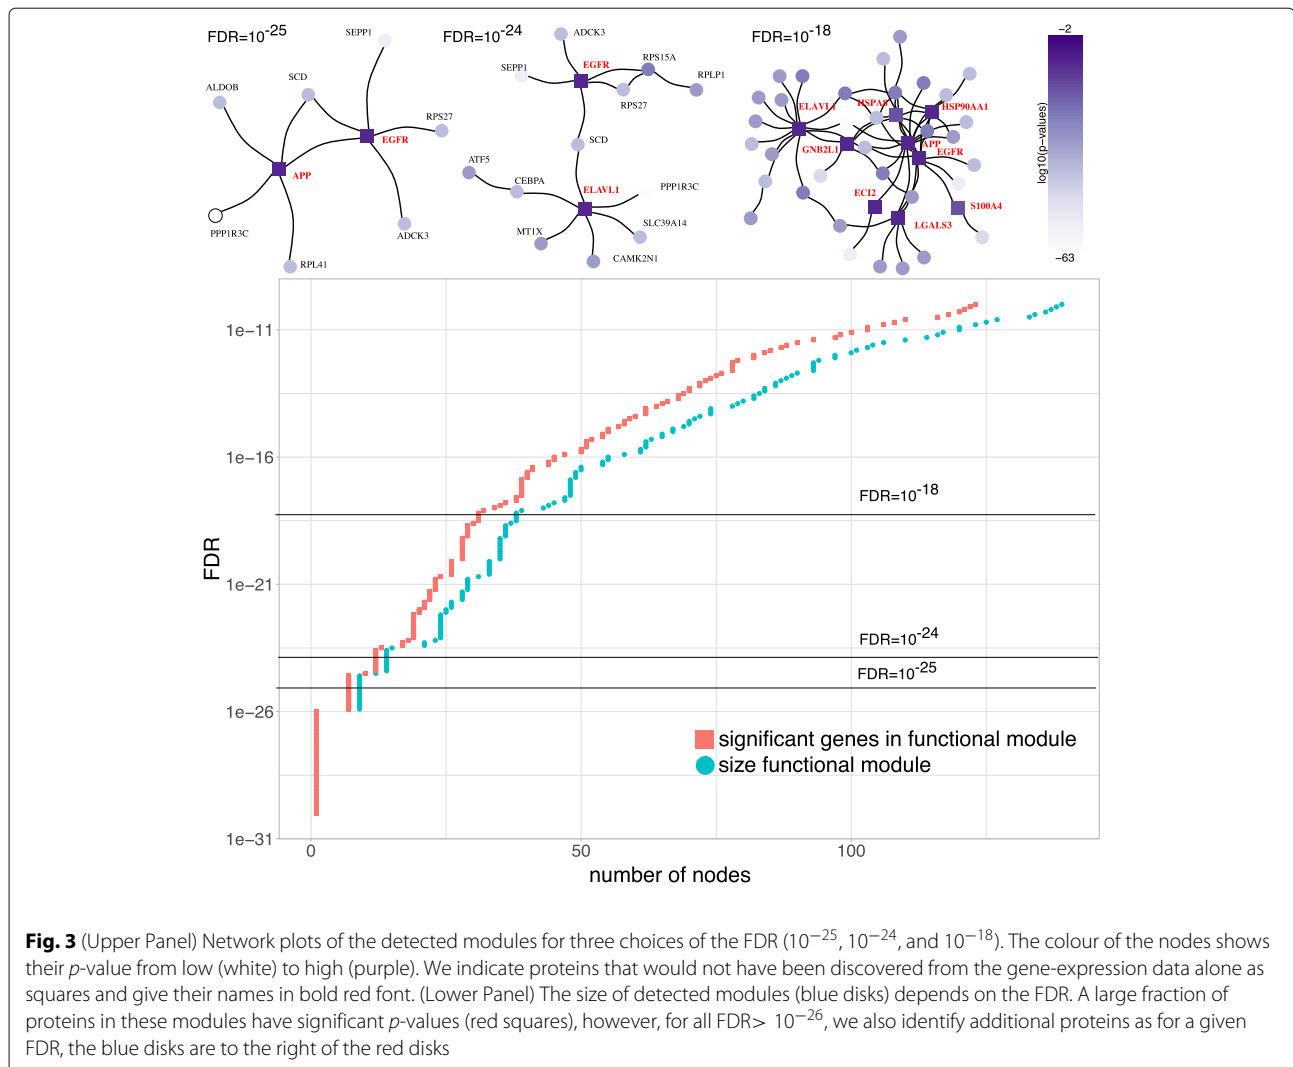 FDR=10-25
SEPP1
ALDOB
SCD
RPS27
EGFR
APP
PPP1R3C
ADCK3
RPL41
FDR=10-24
ADCK3
SEPP1
EGFR
RPS15A
RPLP1
RPS27
SCD
ATF5
CEBPA
ELAVL1
PPP1R3C
SLC39A14
MT1X
CAMK2N1
FDR=10-18
ELAVL1
HSPA8
HSP90AA1
GNB2L1
APP
EGFR
ECI2
S100A4
LGALS3
−2
log10(p-values)
−63
FDR
1e−11
1e−16
1e−21
1e−26
1e−31
FDR=10-18
FDR=10-24
FDR=10-25
significant genes in functional module
size functional module
0
50
100
number of nodes
Fig. 3 (Upper Panel) Network plots of the detected modules for three choices of the FDR (10−25, 10−24, and 10−18). The colour of the nodes shows
their p-value from low (white) to high (purple). We indicate proteins that would not have been discovered from the gene-expression data alone as
squares and give their names in bold red font. (Lower Panel) The size of detected modules (blue disks) depends on the FDR. A large fraction of
proteins in these modules have significant p-values (red squares), however, for all FDR> 10−26, we also identify additional proteins as for a given
FDR, the blue disks are to the right of the red disks